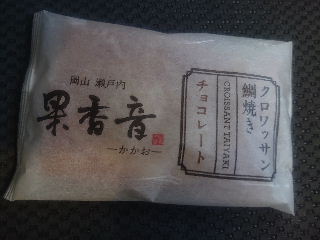 岡山 瀬戸内
果香音
―かかお―
クロワッサン
鯛焼き
CROISSANT TAIYAKI
チョコレート